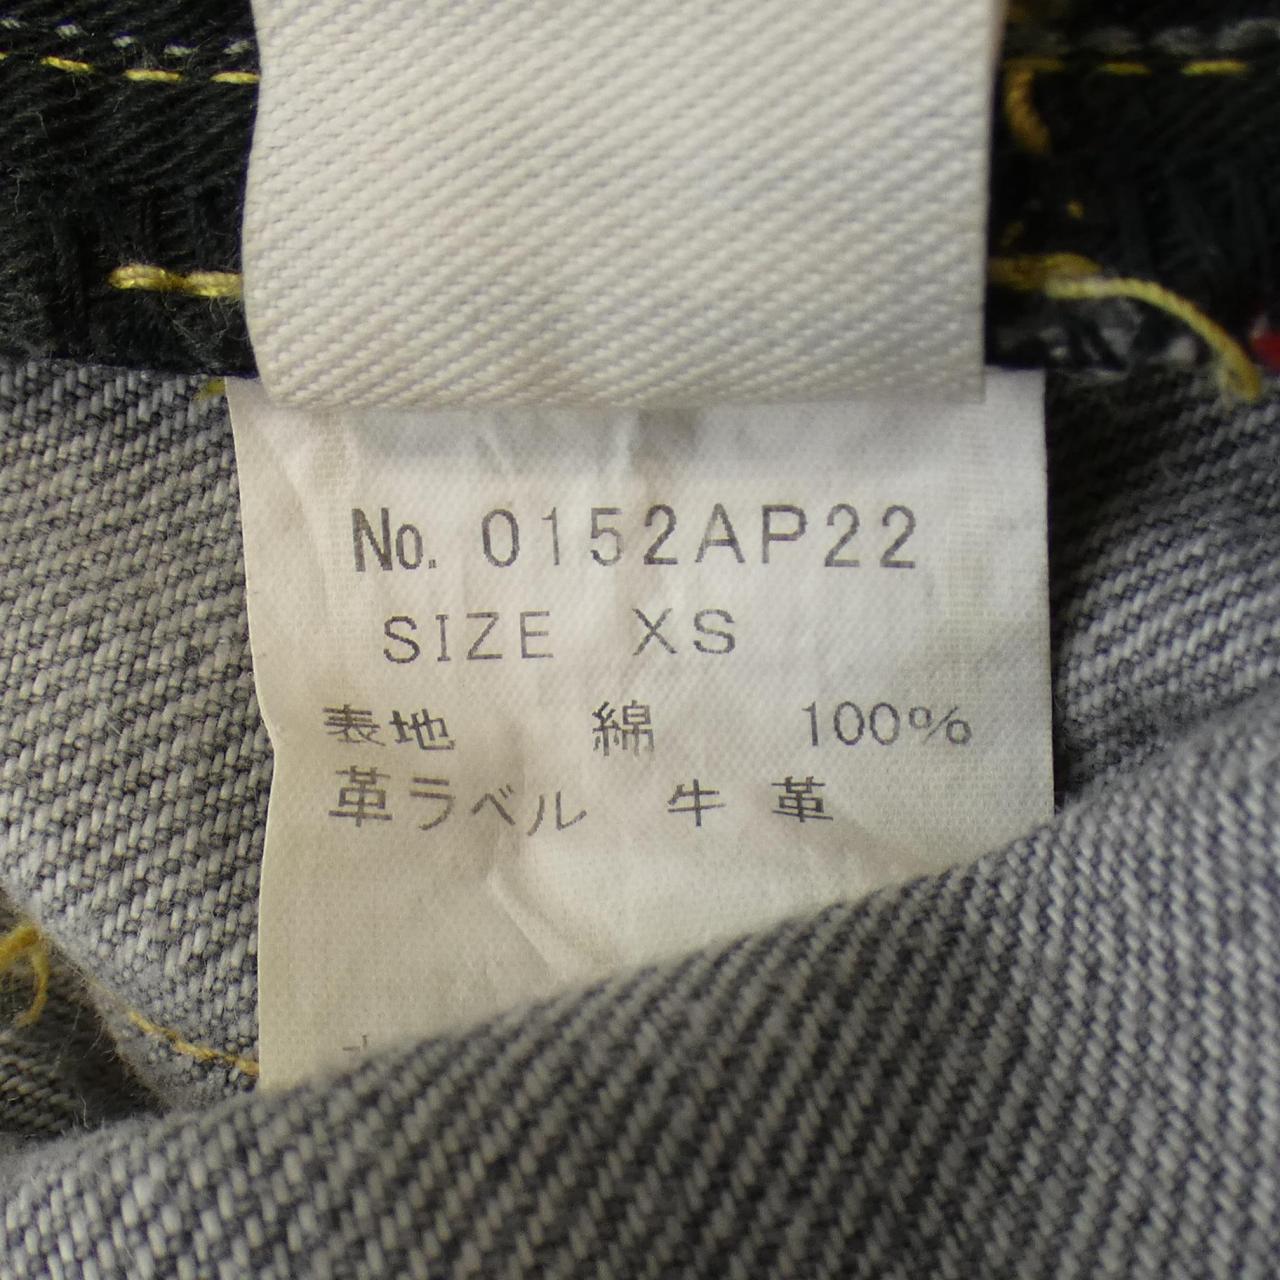 No. 0152AP22
SIZE XS
表地 綿 100%
革ラベル 牛革